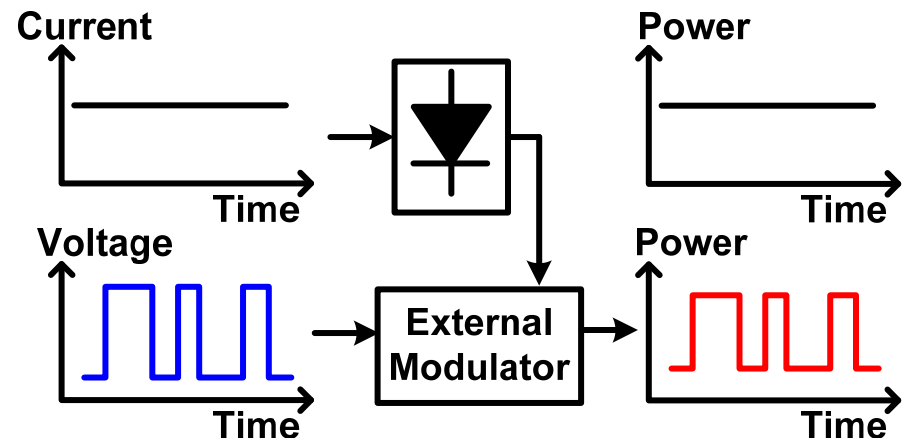 Current
Power
Time
Time
Voltage
Power
External
Modulator
Time
Time